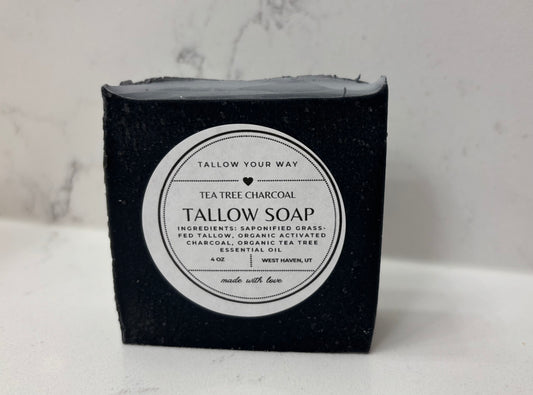 TALLOW YOUR WAY
TEA TREE CHARCOAL
TALLOW SOAP
INGREDIENTS: SAPONIFIED GRASS-
FED TALLOW, ORGANIC ACTIVATED
CHARCOAL, ORGANIC TEA TREE
ESSENTIAL OIL
4 OZ WEST HAVEN, UT
made with love